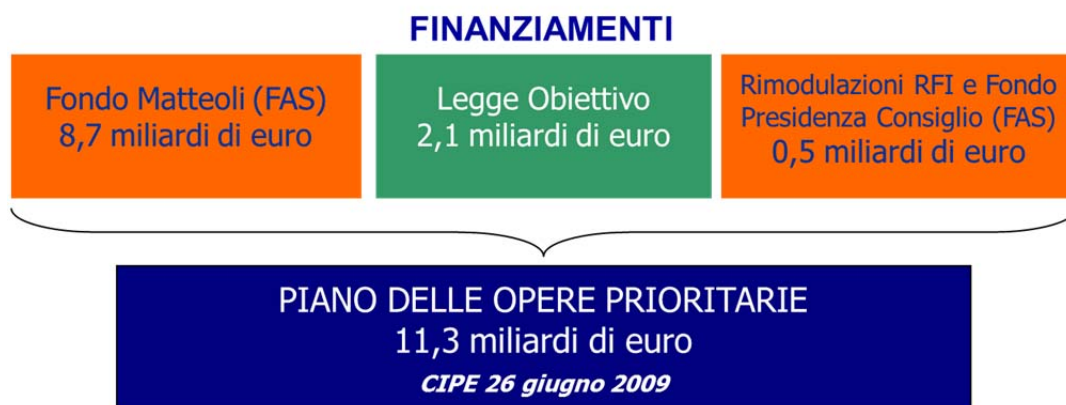 FINANZIAMENTI
Fondo Matteoli (FAS)
8,7 miliardi di euro
Legge Obiettivo
2,1 miliardi di euro
Rimodulazioni RFI e Fondo
Presidenza Consiglio (FAS)
0,5 miliardi di euro
PIANO DELLE OPERE PRIORITARIE
11,3 miliardi di euro
CIPE 26 giugno 2009